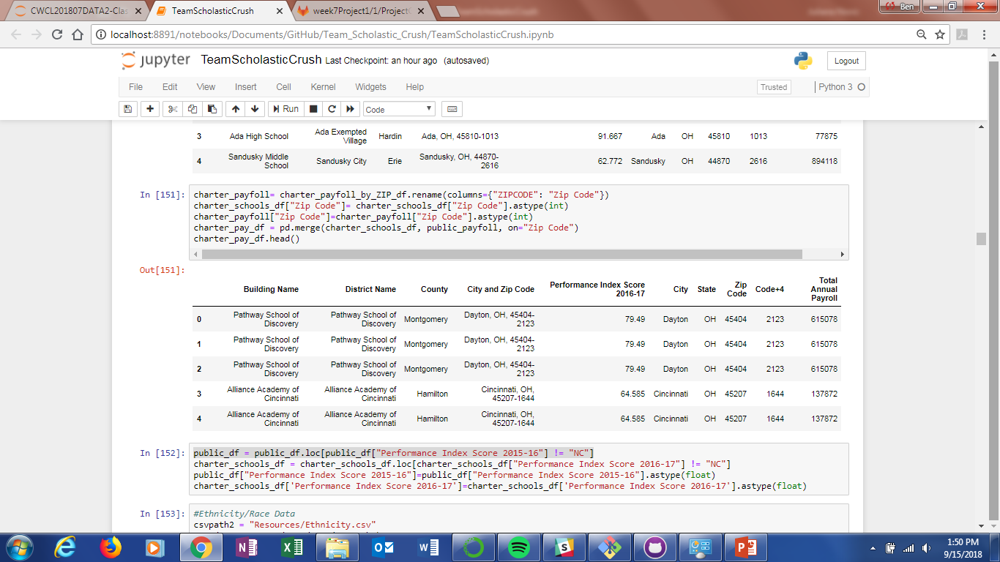 CWCL201807DATA2-Clas
TeamScholasticCrush
week7Project1/1/Project
Ben
localhost:8891/notebooks/Documents/GitHub/Team_Scholastic_Crush/TeamScholasticCrush.ipynb
jupyter TeamScholasticCrush Last Checkpoint: an hour ago (autosaved)
Logout
File Edit View Insert Cell Kernel Widgets Help
Trusted
Python 3
Run
Code
3 Ada High School Ada Exempted Village Hardin Ada, OH, 45810-1013 91.667 Ada OH 45810 1013 77875
4 Sandusky Middle School Sandusky City Erie Sandusky, OH, 44870-2616 62.772 Sandusky OH 44870 2616 894118
In [151]:
charter_payfoll= charter_payfoll_by_ZIP_df.rename(columns={"ZIPCODE": "Zip Code"})
charter_schools_df["Zip Code"]= charter_schools_df["Zip Code"].astype(int)
charter_payfoll["Zip Code"]=charter_payfoll["Zip Code"].astype(int)
charter_pay_df = pd.merge(charter_schools_df, public_payfoll, on="Zip Code")
charter_pay_df.head()
Out[151]:
Building Name District Name County City and Zip Code Performance Index Score 2016-17 City State Zip Code Code+4 Total Annual Payroll
0 Pathway School of Discovery Pathway School of Discovery Montgomery Dayton, OH, 45404-2123 79.49 Dayton OH 45404 2123 615078
1 Pathway School of Discovery Pathway School of Discovery Montgomery Dayton, OH, 45404-2123 79.49 Dayton OH 45404 2123 615078
2 Pathway School of Discovery Pathway School of Discovery Montgomery Dayton, OH, 45404-2123 79.49 Dayton OH 45404 2123 615078
3 Alliance Academy of Cincinnati Alliance Academy of Cincinnati Hamilton Cincinnati, OH, 45207-1644 64.585 Cincinnati OH 45207 1644 137872
4 Alliance Academy of Cincinnati Alliance Academy of Cincinnati Hamilton Cincinnati, OH, 45207-1644 64.585 Cincinnati OH 45207 1644 137872
In [152]:
public_df = public_df.loc[public_df["Performance Index Score 2015-16"] != "NC"]
charter_schools_df = charter_schools_df.loc[charter_schools_df["Performance Index Score 2016-17"] != "NC"]
public_df["Performance Index Score 2015-16"]=public_df["Performance Index Score 2015-16"].astype(float)
charter_schools_df['Performance Index Score 2016-17']=charter_schools_df['Performance Index Score 2016-17'].astype(float)
In [153]:
#Ethnicity/Race Data
csvpath2 = "Resources/Ethnicity.csv"
1:50 PM
9/15/2018